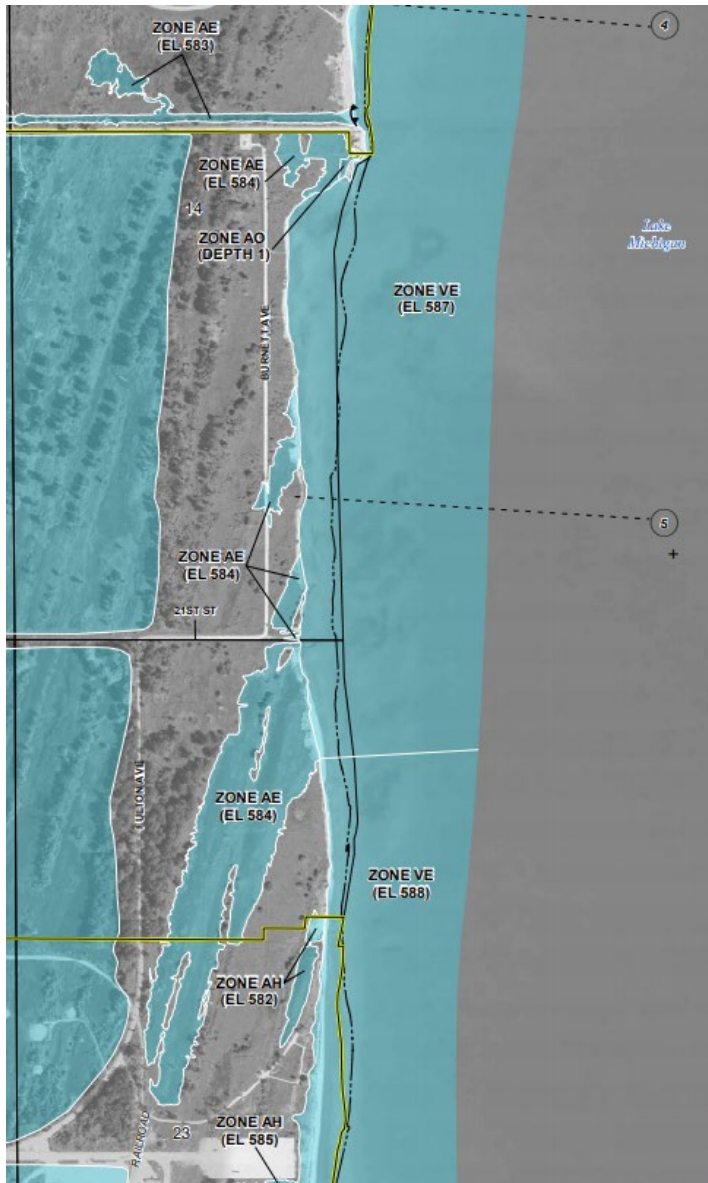 ZONE AE
(EL 583)
4
ZONE AE
(EL 584)
14
ZONE AO
(DEPTH 1)
Lake
Michigan
ZONE VE
(EL 587)
BURNETT AVE
5
ZONE AE
(EL 584)
21ST ST
FULTON AVE
ZONE AE
(EL 584)
ZONE VE
(EL 588)
ZONE AH
(EL 582)
RAILROAD
23
ZONE AH
(EL 585)